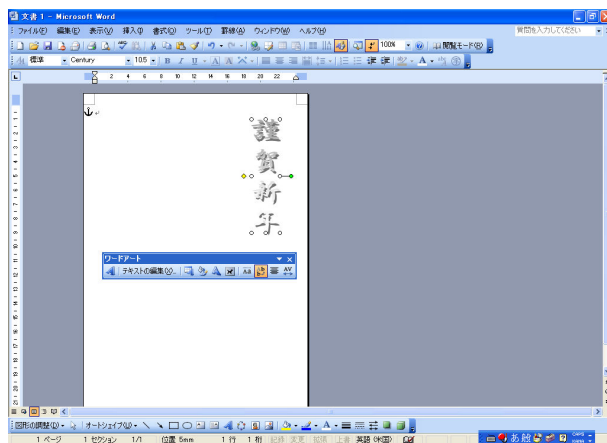 文書 1 - Microsoft Word
ファイル(F) 編集(E) 表示(V) 挿入(I) 書式(O) ツール(T) 罫線(A) ウィンドウ(W) ヘルプ(H) 質問を入力してください
100% 閲覧モード(R)
標準 Century 10.5 B I U A A A
2 4 6 8 10 12 14 16 18 20 22
謹賀新年
ワードアート
テキストの編集(X)... Aa AV
図形の調整(D) オートシェイプ(U)
1 ページ 1 セクション 1/1 位置 5mm 1 行 1 桁 記録 変更 拡張 上書 英語 (米国) あ 般 CAPS